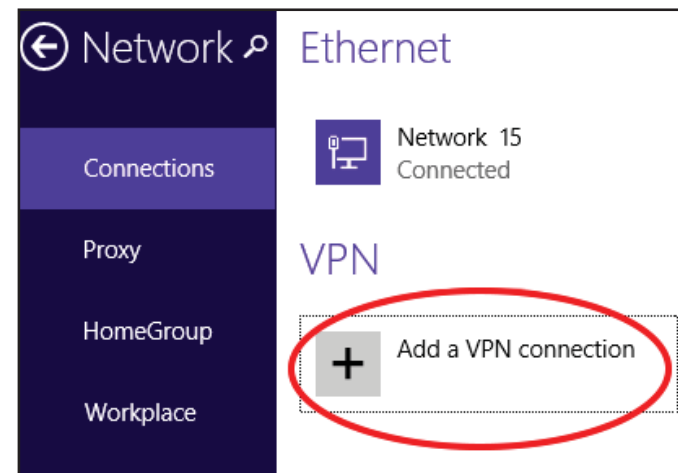 Network
Connections
Proxy
HomeGroup
Workplace
Ethernet
Network 15
Connected
VPN
Add a VPN connection